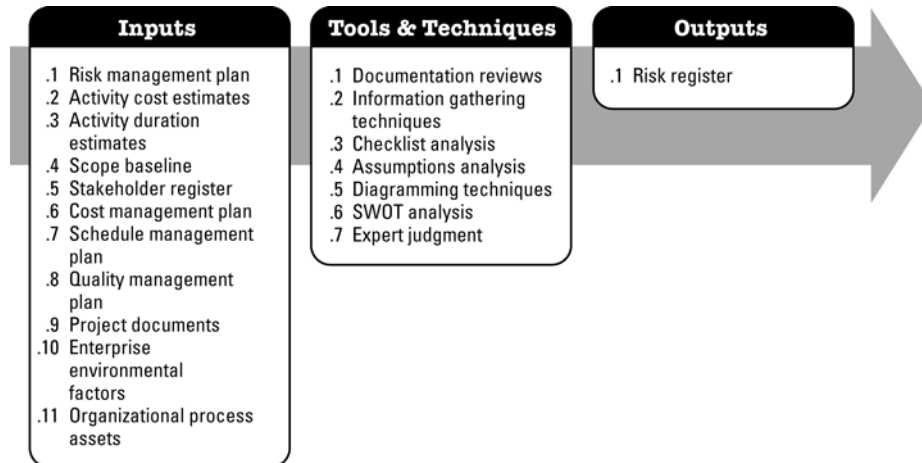 Inputs
.1 Risk management plan
.2 Activity cost estimates
.3 Activity duration
estimates
.4 Scope baseline
.5 Stakeholder register
.6 Cost management plan
.7 Schedule management
plan
.8 Quality management
plan
.9 Project documents
.10 Enterprise
environmental
factors
.11 Organizational process
assets
Tools & Techniques
.1 Documentation reviews
.2 Information gathering
techniques
.3 Checklist analysis
.4 Assumptions analysis
.5 Diagramming techniques
.6 SWOT analysis
.7 Expert judgment
Outputs
.1 Risk register